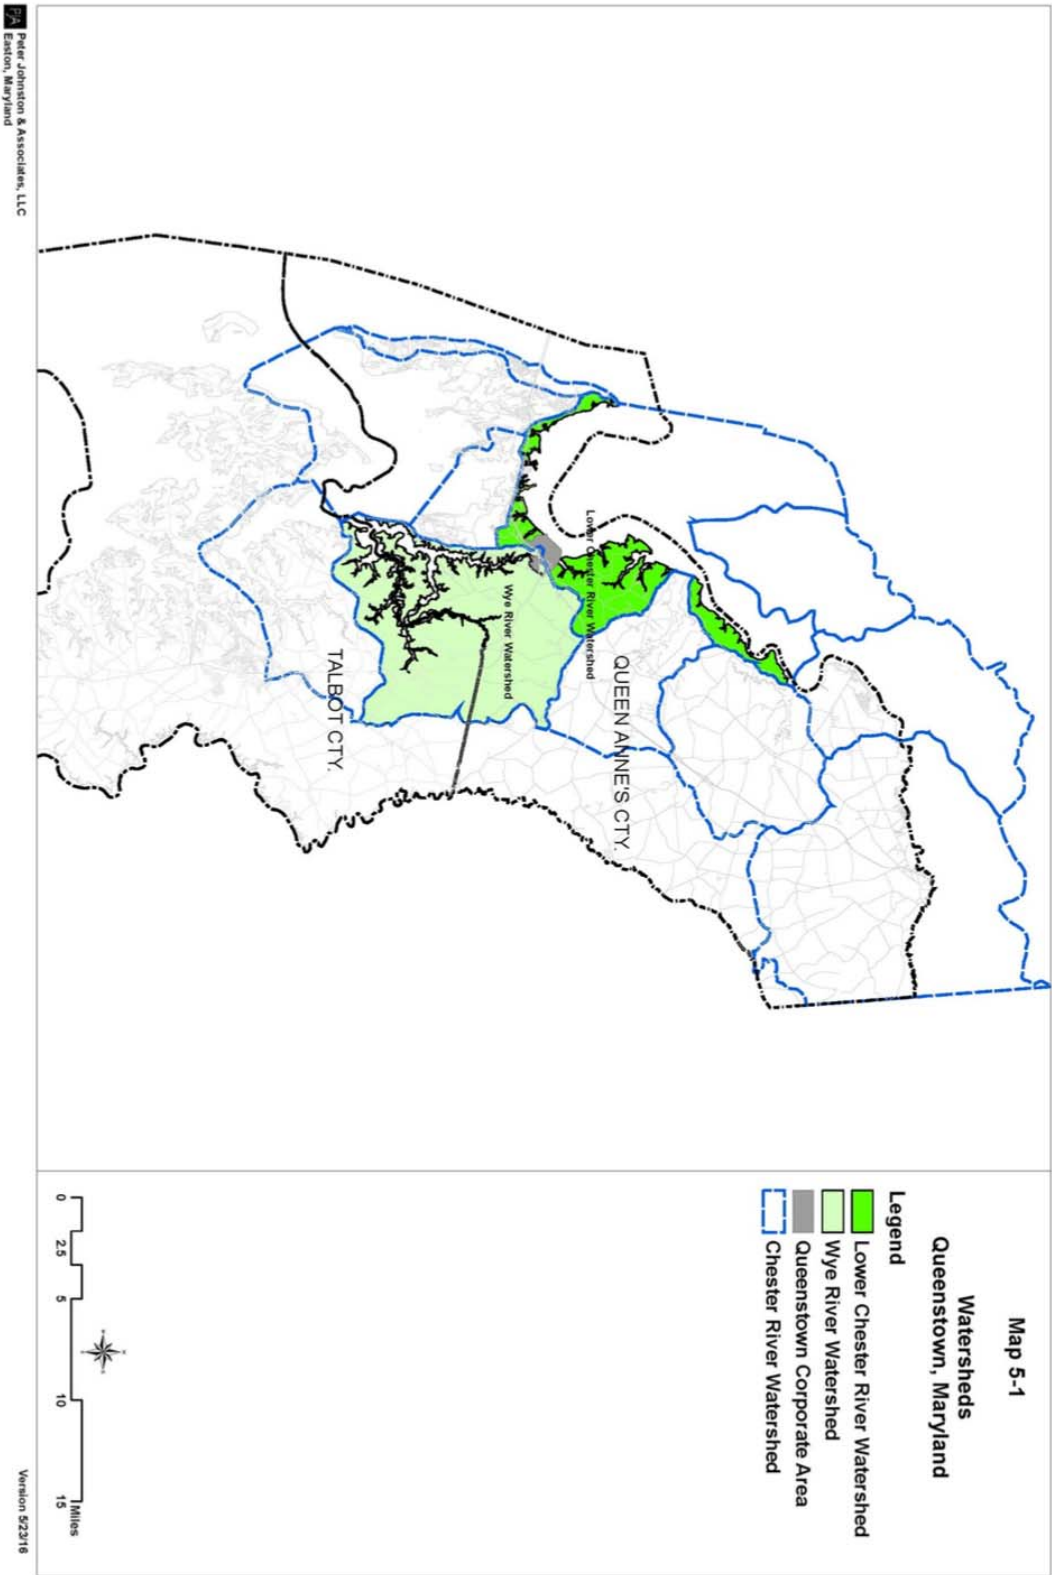 Map 5-1
Watersheds
Queenstown, Maryland
Legend
Lower Chester River Watershed
Wye River Watershed
Queenstown Corporate Area
Chester River Watershed
Lower Chester River Watershed
Wye River Watershed
QUEEN ANNE'S CTY.
TALBOT CTY.
0 2.5 5 10 15
Miles
PJA Peter Johnston & Associates, LLC
Easton, Maryland
Version 5/23/16